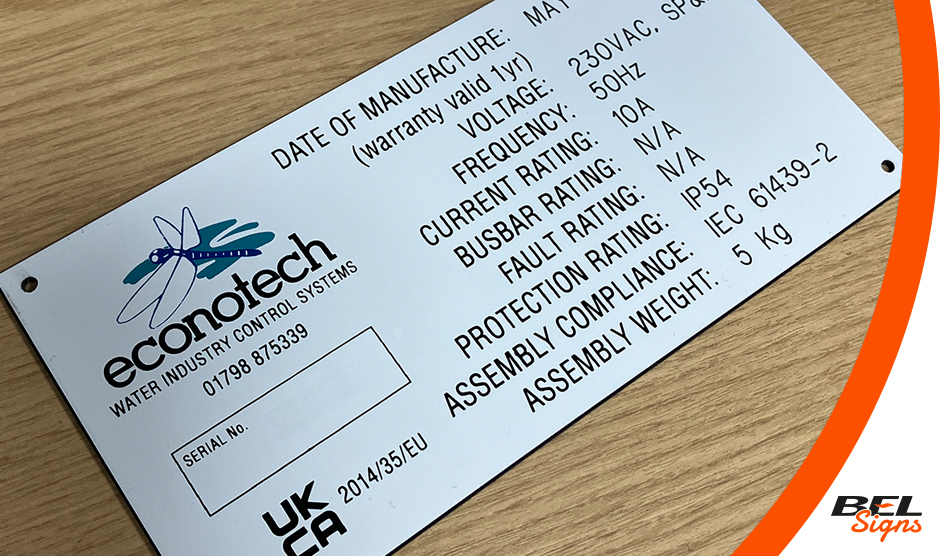 DATE OF MANUFACTURE: MAY
(warranty valid 1yr)
VOLTAGE: 230VAC, SP&
FREQUENCY: 50Hz
CURRENT RATING: 10A
BUSBAR RATING: N/A
FAULT RATING: N/A
PROTECTION RATING: IP54
ASSEMBLY COMPLIANCE: IEC 61439-2
ASSEMBLY WEIGHT: 5 Kg
econotech
WATER INDUSTRY CONTROL SYSTEMS
01798 875339
SERIAL No.
UK
CA
2014/35/EU
BEL
Signs